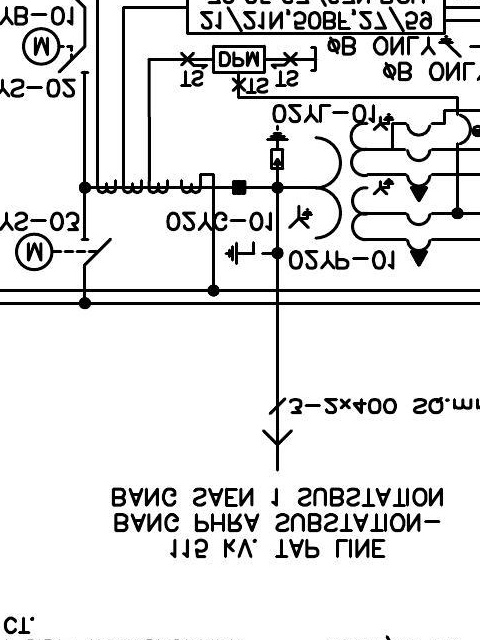 CT.
115 kV. TAP LINE
BANG PHRA SUBSTATION-
BANG SAEN 1 SUBSTATION
3-2x400 SQ.mm
02YP-01
M
YS-03
02YC-01
02YL-01
YS-02
TS
TS
TS
DPM
øB ONLY
øB ONLY
M
YB-01
21/21N,50BF,27/59